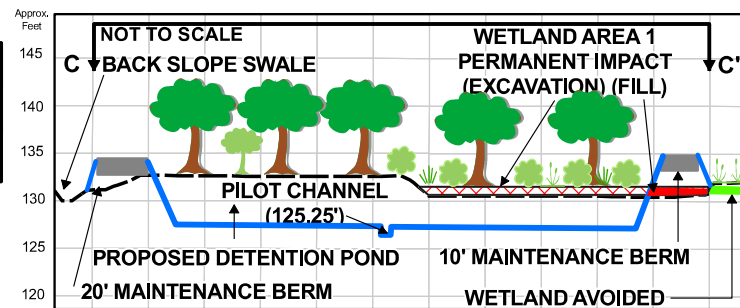 Approx.
Feet
145
140
135
130
125
120
NOT TO SCALE
C
BACK SLOPE SWALE
WETLAND AREA 1
PERMANENT IMPACT
(EXCAVATION) (FILL)
C'
PILOT CHANNEL
(125.25')
PROPOSED DETENTION POND
10' MAINTENANCE BERM
20' MAINTENANCE BERM
WETLAND AVOIDED